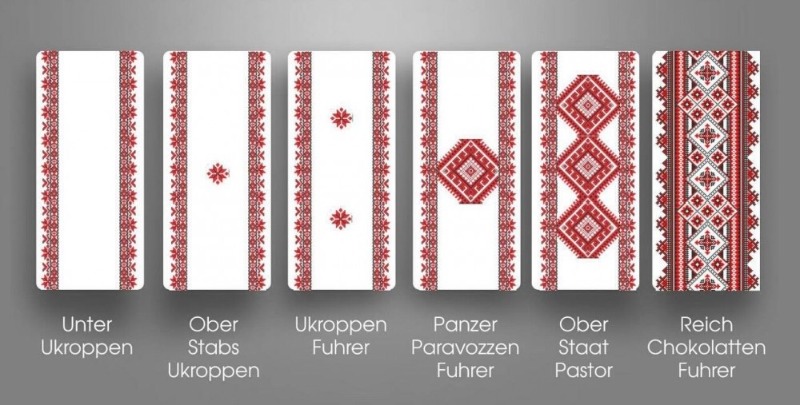 Unter
Ukroppen
Ober
Stabs
Ukroppen
Ukroppen
Fuhrer
Panzer
Paravozzen
Fuhrer
Ober
Staat
Pastor
Reich
Chokolatten
Fuhrer